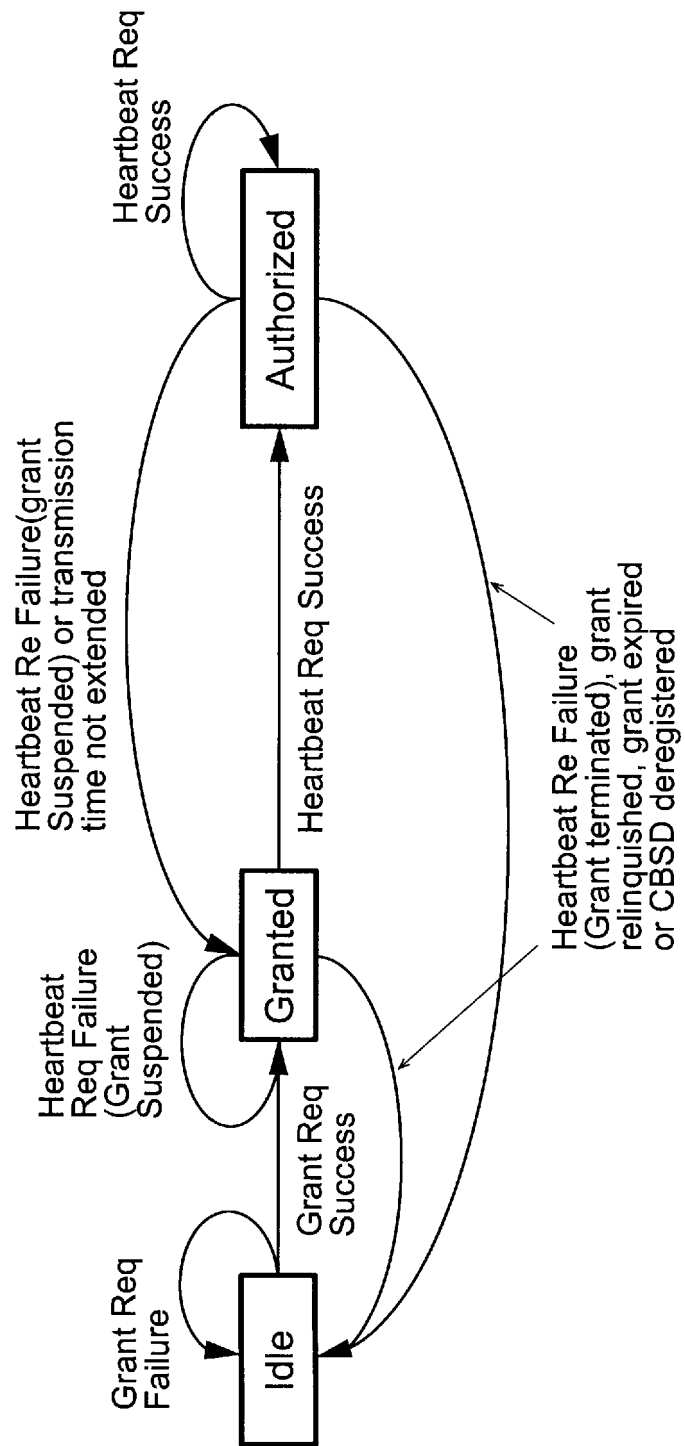 Grant Req
Failure
Idle
Grant Req
Success
Heartbeat
Req Failure
(Grant
Suspended)
Granted
Heartbeat Re Failure(grant
Suspended) or transmission
time not extended
Heartbeat Req Success
Heartbeat Req
Success
Authorized
Heartbeat Re Failure
(Grant terminated), grant
relinquished, grant expired
or CBSD deregistered